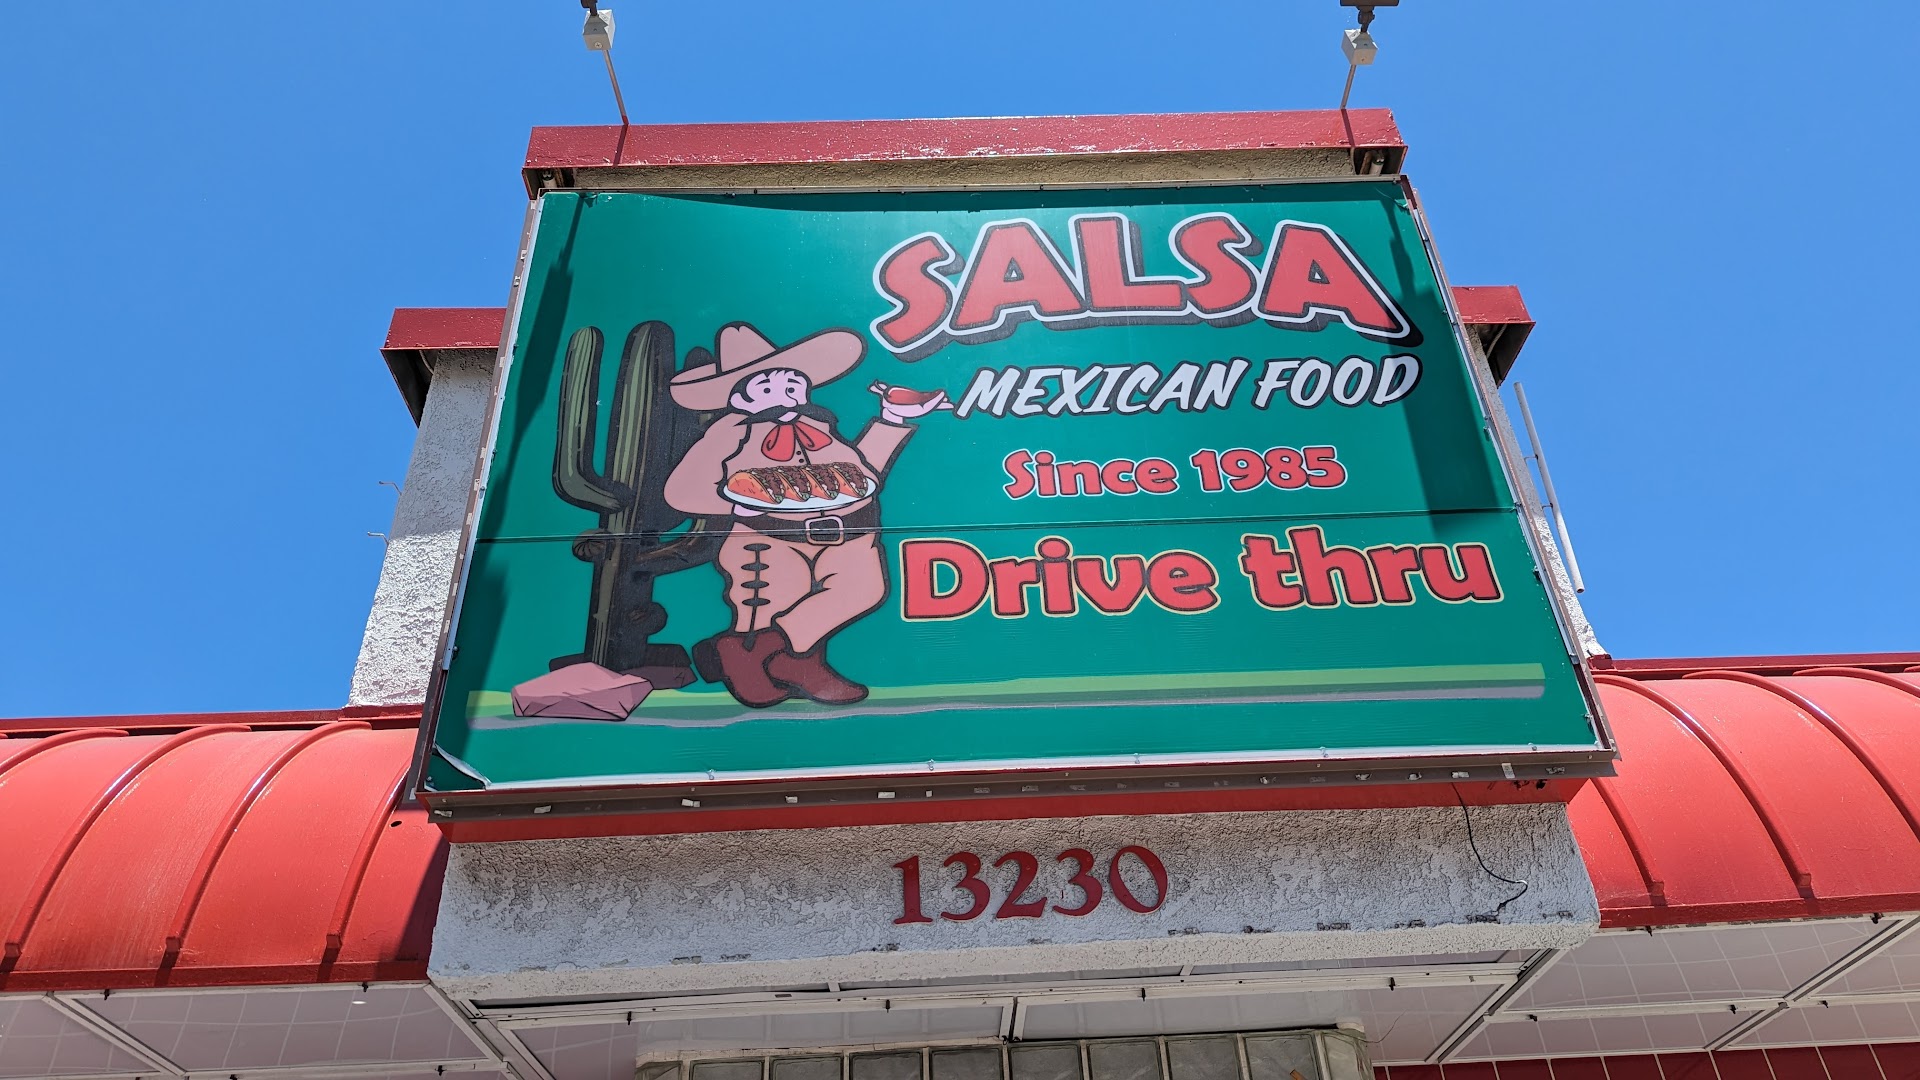 SALSA
MEXICAN FOOD
Since 1985
Drive thru
13230